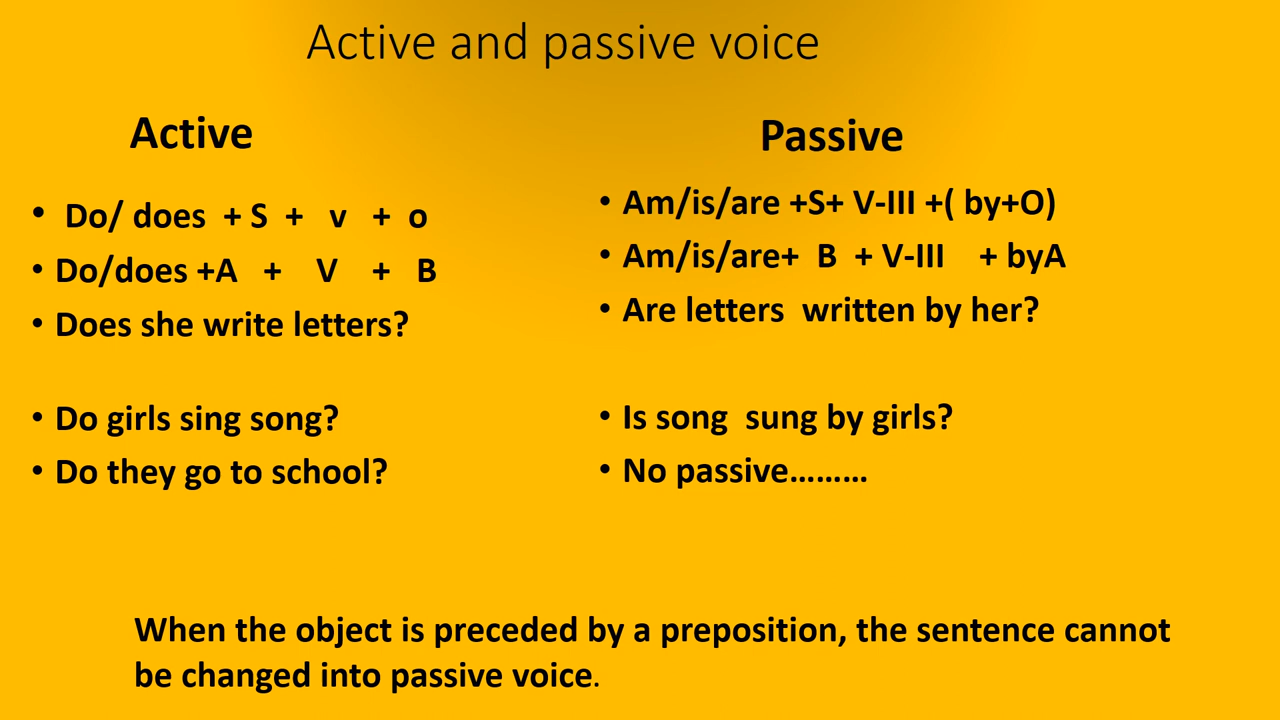 Active and passive voice
Active
• Do/ does + S + v + o
• Do/does +A + V + B
• Does she write letters?
• Do girls sing song?
• Do they go to school?
Passive
• Am/is/are +S+ V-III +( by+O)
• Am/is/are+ B + V-III + byA
• Are letters written by her?
• Is song sung by girls?
• No passive………
When the object is preceded by a preposition, the sentence cannot
be changed into passive voice.